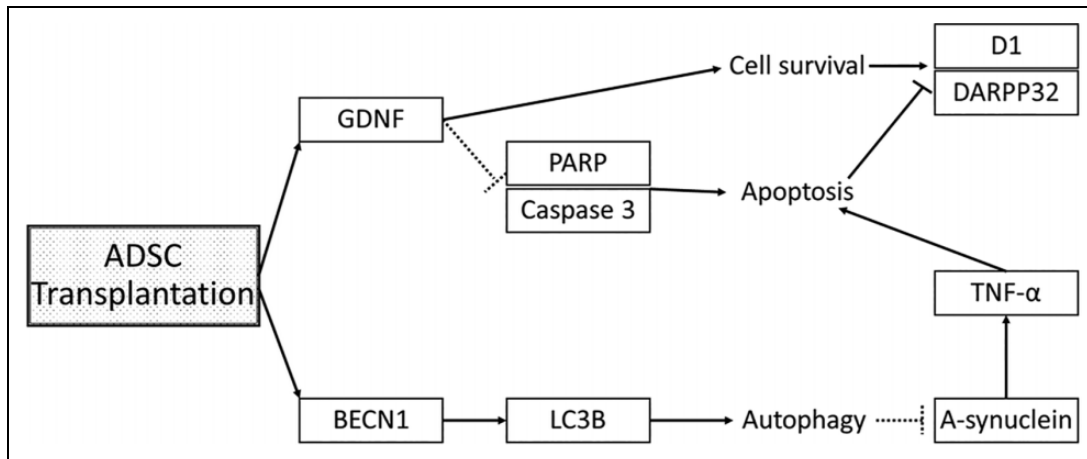 D1
Cell survival
DARPP32
GDNF
PARP
Apoptosis
Caspase 3
ADSC
Transplantation
TNF-α
BECN1
LC3B
Autophagy
A-synuclein